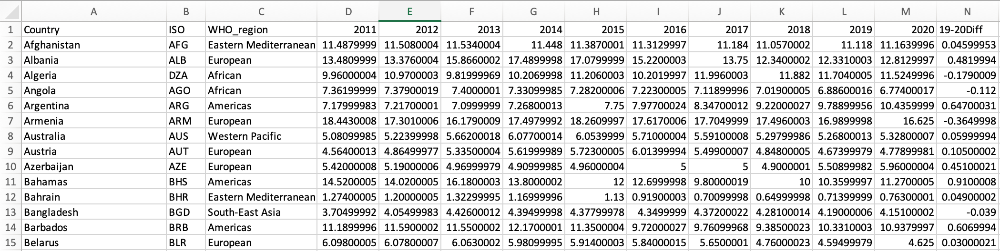 A B C D E F G H I J K L M N
1 Country ISO WHO_region 2011 2012 2013 2014 2015 2016 2017 2018 2019 2020 19-20Diff
2 Afghanistan AFG Eastern Mediterranean 11.4879999 11.5080004 11.5340004 11.448 11.3870001 11.3129997 11.184 11.0570002 11.118 11.1639996 0.04599953
3 Albania ALB European 13.4809999 13.3760004 15.8660002 17.4899998 17.0799999 15.2200003 13.75 12.3400002 12.3310003 12.8129997 0.4819994
4 Algeria DZA African 9.96000004 10.9700003 9.81999969 10.2069998 11.2060003 10.2019997 11.9960003 11.882 11.7040005 11.5249996 -0.1790009
5 Angola AGO African 7.36199999 7.37900019 7.4000001 7.33099985 7.28200006 7.22300005 7.11899996 7.01900005 6.88600016 6.77400017 -0.112
6 Argentina ARG Americas 7.17999983 7.21700001 7.0999999 7.26800013 7.75 7.97700024 8.34700012 9.22000027 9.78899956 10.4359999 0.64700031
7 Armenia ARM European 18.4430008 17.3010006 16.1790009 17.4979992 18.2609997 17.6170006 17.7049999 17.4960003 16.9899998 16.625 -0.3649998
8 Australia AUS Western Pacific 5.08099985 5.22399998 5.66200018 6.07700014 6.0539999 5.71000004 5.59100008 5.29799986 5.26800013 5.32800007 0.05999994
9 Austria AUT European 4.56400013 4.86499977 5.33500004 5.61999989 5.72300005 6.01399994 5.49900007 4.84800005 4.67399979 4.77899981 0.10500002
10 Azerbaijan AZE European 5.42000008 5.19000006 4.96999979 4.90999985 4.96000004 5 5 4.9000001 5.50899982 5.96000004 0.45100021
11 Bahamas BHS Americas 14.5200005 14.0200005 16.1800003 13.8000002 12 12.6999998 9.80000019 10 10.3599997 11.2700005 0.9100008
12 Bahrain BHR Eastern Mediterranean 1.27400005 1.20000005 1.32299995 1.16999996 1.13 0.91900003 0.70099998 0.64999998 0.71399999 0.76300001 0.04900002
13 Bangladesh BGD South-East Asia 3.70499992 4.05499983 4.42600012 4.39499998 4.37799978 4.3499999 4.37200022 4.28100014 4.19000006 4.15100002 -0.039
14 Barbados BRB Americas 11.1899996 11.5900002 11.5500002 12.1700001 11.3500004 9.72000027 9.76099968 9.38500023 10.3310003 10.9379997 0.6069994
15 Belarus BLR European 6.09800005 6.07800007 6.0630002 5.98099995 5.91400003 5.84000015 5.6500001 4.76000023 4.59499979 4.625 0.03000021